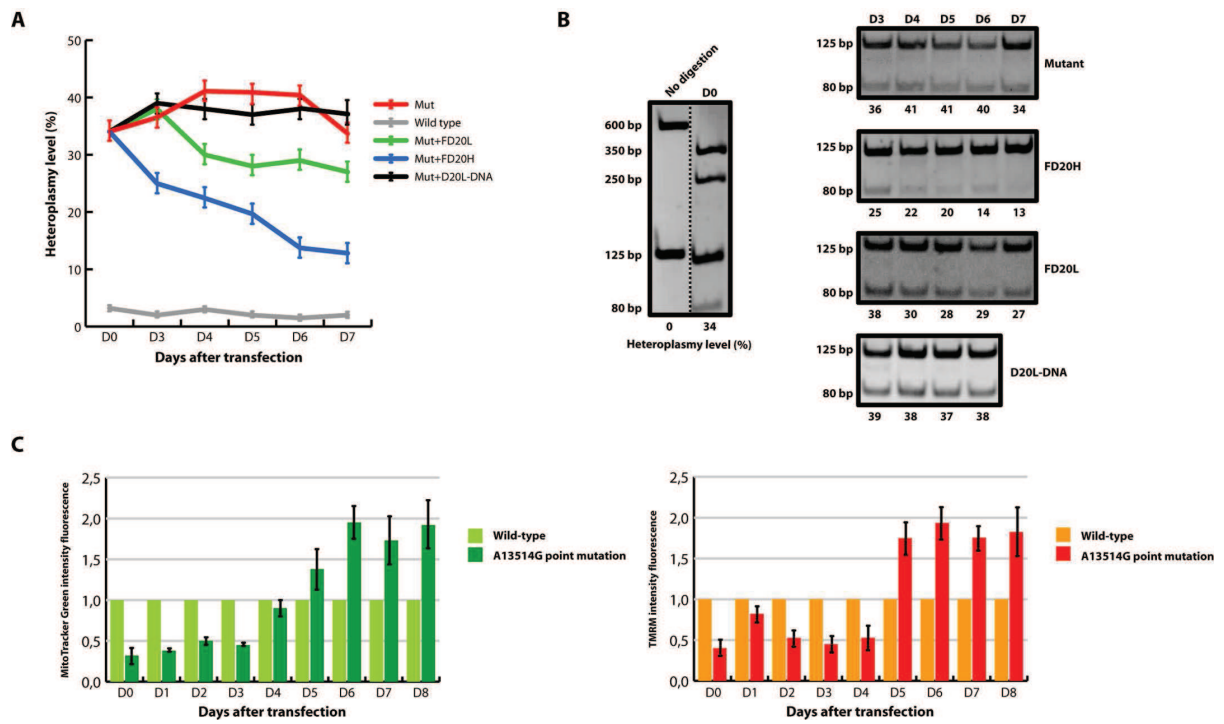 A
50
40
30
20
10
0
Heteroplasmy level (%)
D0 D3 D4 D5 D6 D7
Days after transfection
Mut
Wild type
Mut+FD20L
Mut+FD20H
Mut+D20L-DNA
B
No digestion
D0
600 bp
350 bp
250 bp
125 bp
80 bp
0 34
Heteroplasmy level (%)
D3 D4 D5 D6 D7
125 bp
80 bp
Mutant
36 41 41 40 34
125 bp
80 bp
FD20H
25 22 20 14 13
125 bp
80 bp
FD20L
38 30 28 29 27
125 bp
80 bp
D20L-DNA
39 38 37 38
C
MitoTracker Green intensity fluorescence
2,5
2,0
1,5
1,0
0,5
0,0
D0 D1 D2 D3 D4 D5 D6 D7 D8
Days after transfection
Wild-type
A13514G point mutation
TMRM intensity fluorescence
2,5
2,0
1,5
1,0
0,5
0,0
D0 D1 D2 D3 D4 D5 D6 D7 D8
Days after transfection
Wild-type
A13514G point mutation